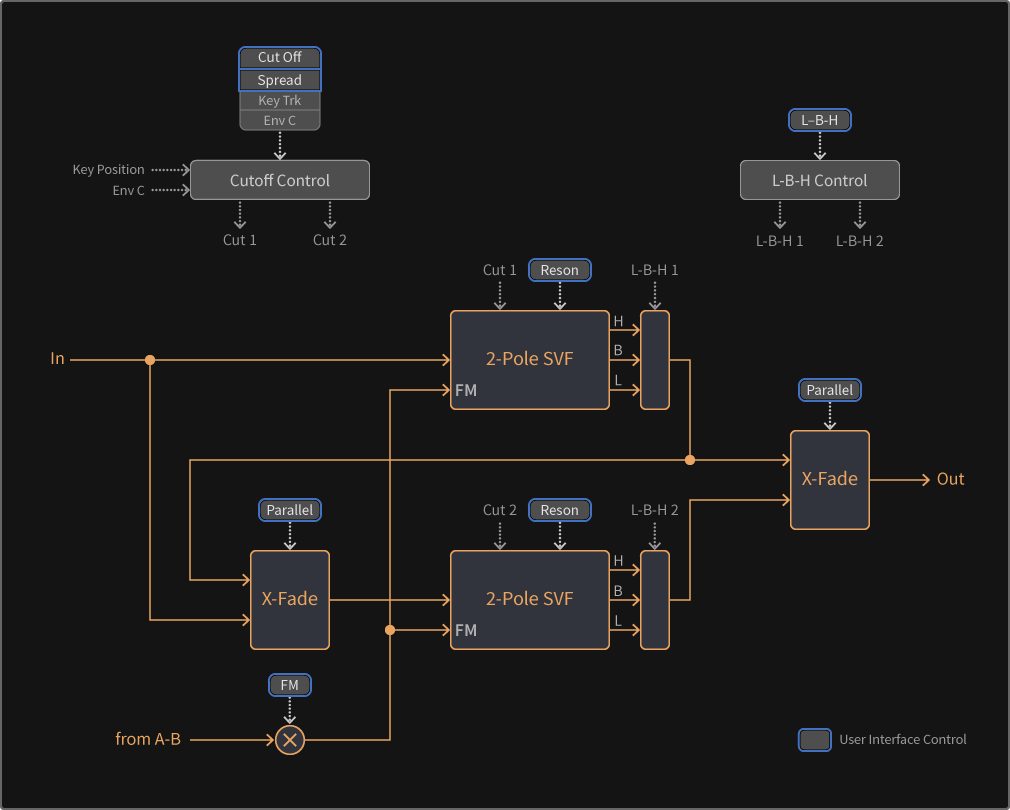 Cut Off
Spread
Key Trk
Env C
L–B-H
Key Position
Env C
Cutoff Control
L-B-H Control
Cut 1
Cut 2
L-B-H 1
L-B-H 2
Cut 1
Reson
L-B-H 1
H
In
2-Pole SVF
B
FM
L
Parallel
X-Fade
Out
Parallel
Cut 2
Reson
L-B-H 2
H
X-Fade
2-Pole SVF
B
FM
L
FM
from A-B
User Interface Control